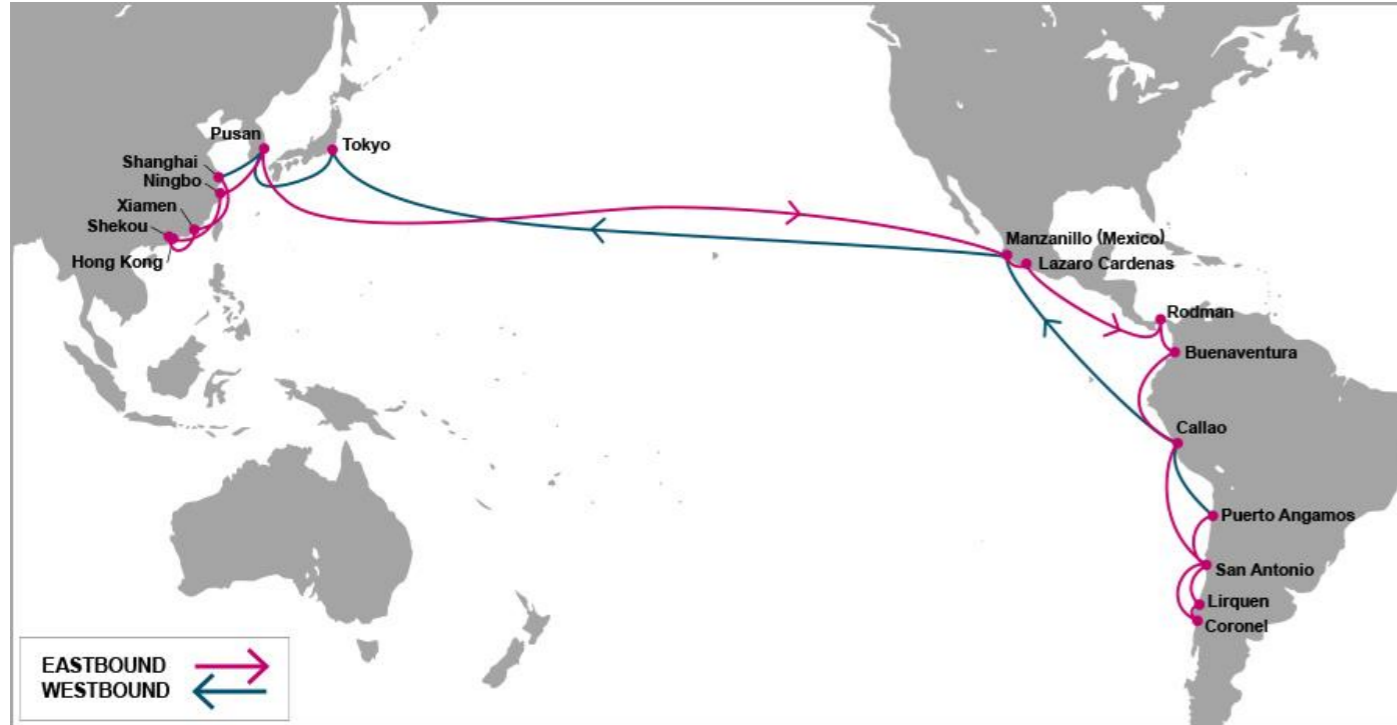 Pusan
Tokyo
Shanghai
Ningbo
Xiamen
Shekou
Hong Kong
Manzanillo (Mexico)
Lazaro Cardenas
Rodman
Buenaventura
Callao
Puerto Angamos
San Antonio
Lirquen
Coronel
EASTBOUND
WESTBOUND